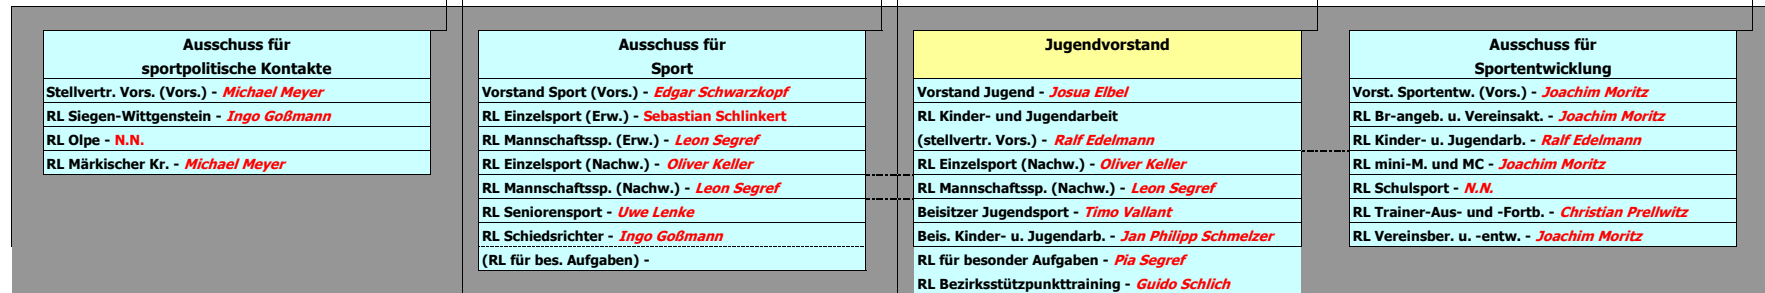 Ausschuss für
sportpolitische Kontakte
Stellvertr. Vors. (Vors.) - Michael Meyer
RL Siegen-Wittgenstein - Ingo Goßmann
RL Olpe - N.N.
RL Märkischer Kr. - Michael Meyer
Ausschuss für
Sport
Vorstand Sport (Vors.) - Edgar Schwarzkopf
RL Einzelsport (Erw.) - Sebastian Schlinkert
RL Mannschaftssp. (Erw.) - Leon Segref
RL Einzelsport (Nachw.) - Oliver Keller
RL Mannschaftssp. (Nachw.) - Leon Segref
RL Seniorensport - Uwe Lenke
RL Schiedsrichter - Ingo Goßmann
(RL für bes. Aufgaben) -
Jugendvorstand
Vorstand Jugend - Josua Elbel
RL Kinder- und Jugendarbeit
(stellvertr. Vors.) - Ralf Edelmann
RL Einzelsport (Nachw.) - Oliver Keller
RL Mannschaftssp. (Nachw.) - Leon Segref
Beisitzer Jugendsport - Timo Vallant
Beis. Kinder- u. Jugendarb. - Jan Philipp Schmelzer
RL für besonder Aufgaben - Pia Segref
RL Bezirksstützpunkttraining - Guido Schlich
Ausschuss für
Sportentwicklung
Vorst. Sportentw. (Vors.) - Joachim Moritz
RL Br-angeb. u. Vereinsakt. - Joachim Moritz
RL Kinder- u. Jugendarb. - Ralf Edelmann
RL mini-M. und MC - Joachim Moritz
RL Schulsport - N.N.
RL Trainer-Aus- und -Fortb. - Christian Prellwitz
RL Vereinsber. u. -entw. - Joachim Moritz